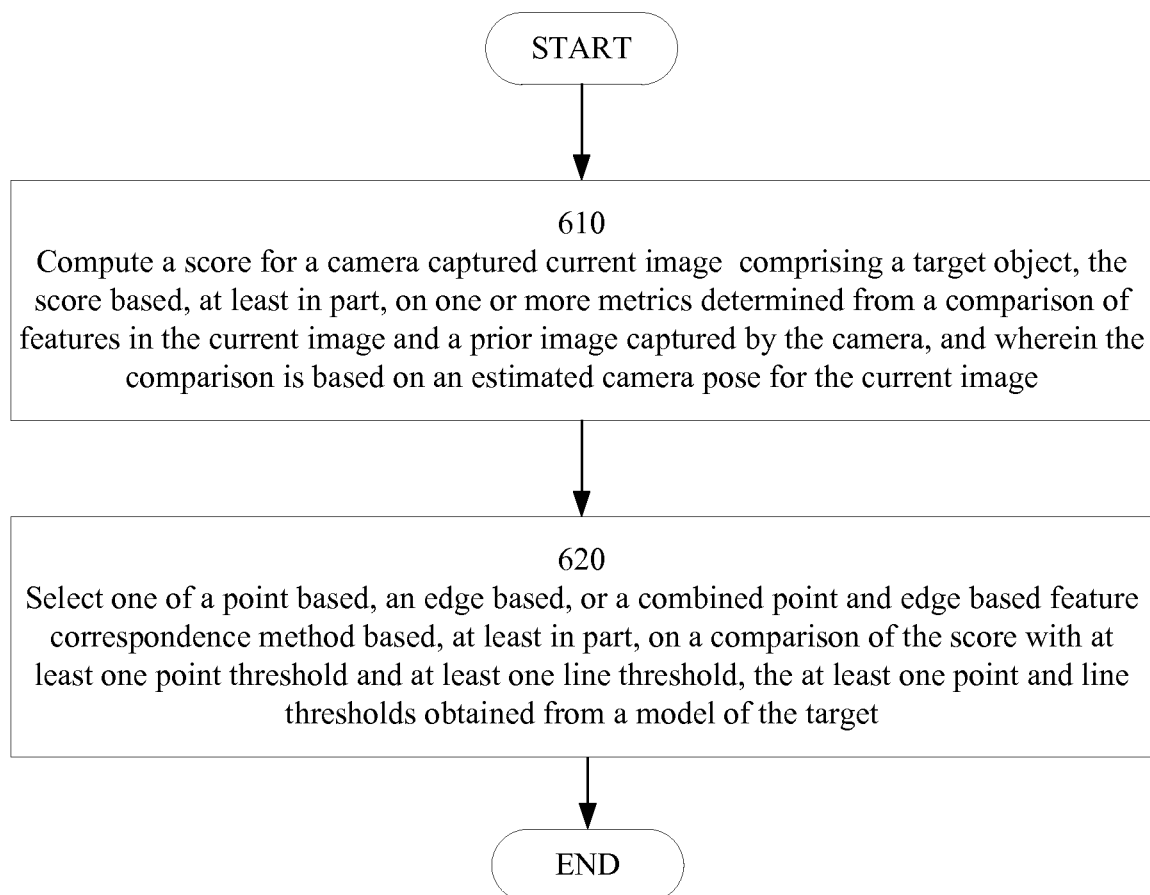 START
610
Compute a score for a camera captured current image comprising a target object, the
score based, at least in part, on one or more metrics determined from a comparison of
features in the current image and a prior image captured by the camera, and wherein the
comparison is based on an estimated camera pose for the current image
620
Select one of a point based, an edge based, or a combined point and edge based feature
correspondence method based, at least in part, on a comparison of the score with at
least one point threshold and at least one line threshold, the at least one point and line
thresholds obtained from a model of the target
END